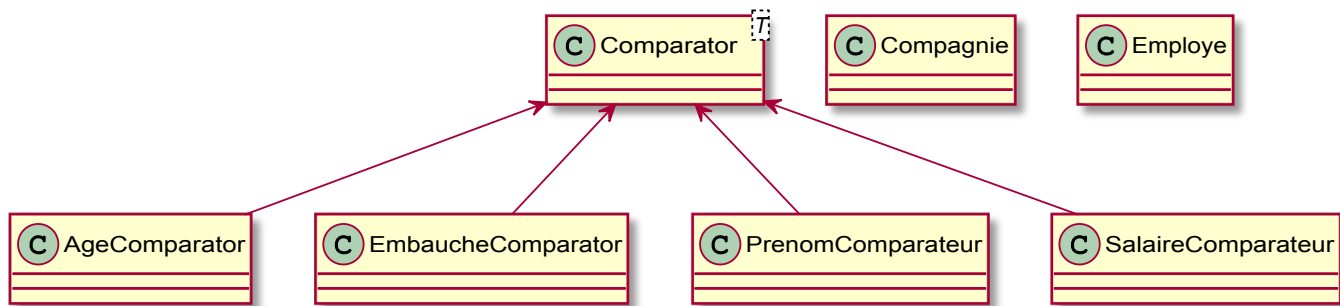 T
C Comparator
C Compagnie
C Employe
C AgeComparator
C EmbaucheComparator
C PrenomComparateur
C SalaireComparateur